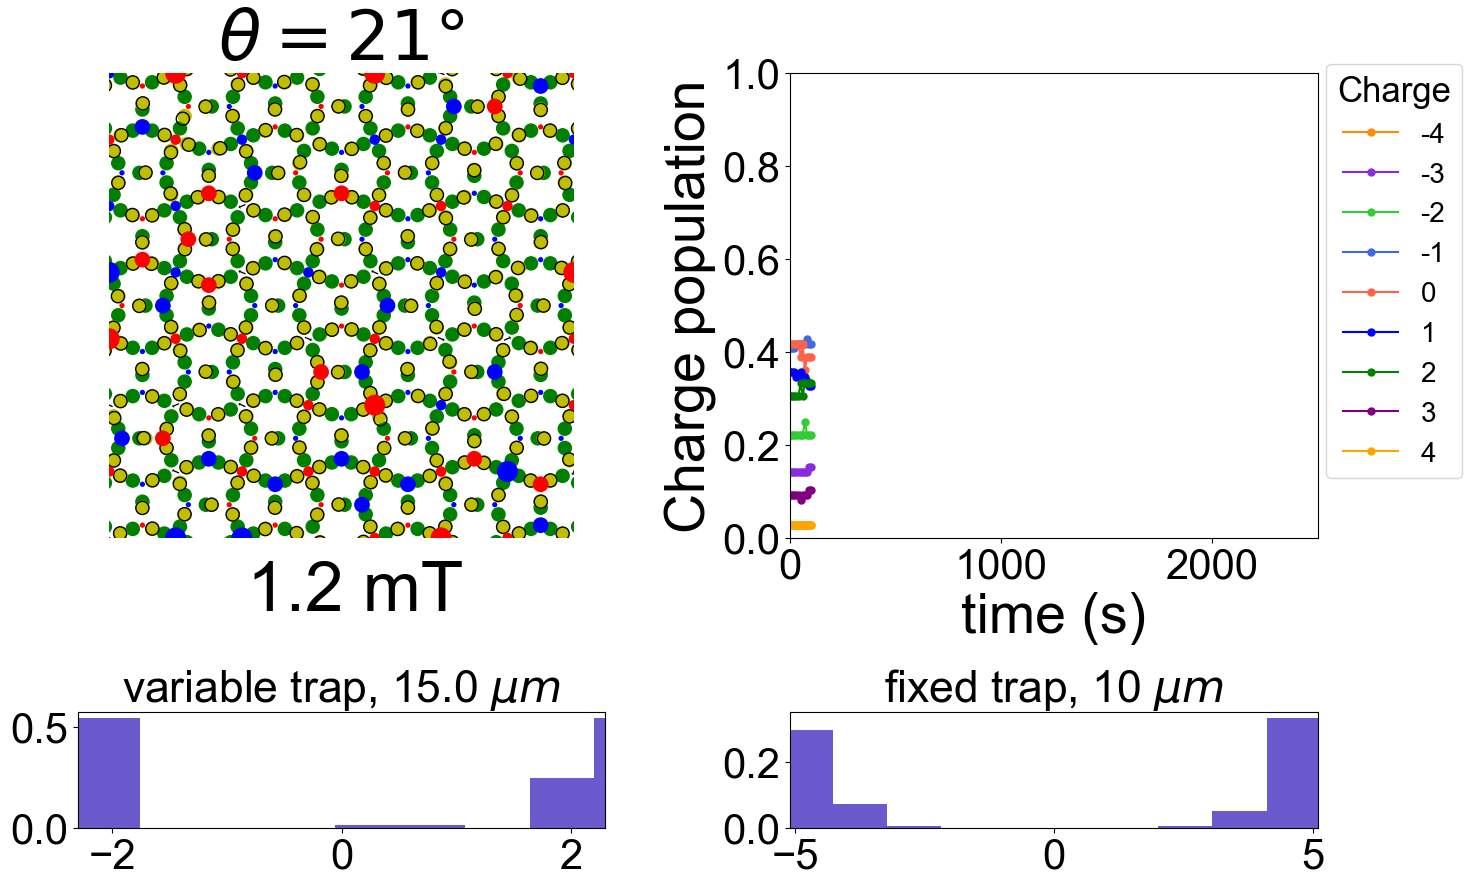 θ = 21°
1.2 mT
Charge population
1.0
0.8
0.6
0.4
0.2
0.0
0 1000 2000
time (s)
Charge
-4
-3
-2
-1
0
1
2
3
4
variable trap, 15.0 μm
0.5
0.0
−2 0 2
fixed trap, 10 μm
0.2
0.0
−5 0 5